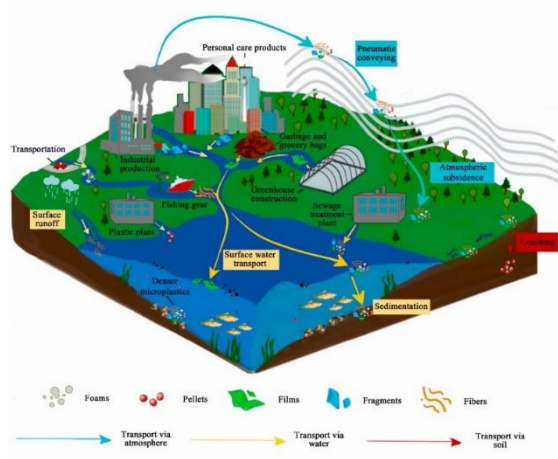 Personal care products
Pneumatic
conveying
Transportation
Industrial
production
Garbage and
grocery bags
Atmospheric
subsidence
Greenhouse
construction
Fishing gear
Sewage
treatment
plant
Surface
runoff
Plastic plant
Leaching
Surface water
transport
Denser
microplastics
Sedimentation
Foams
Pellets
Films
Fragments
Fibers
Transport via
atmosphere
Transport via
water
Transport via
soil